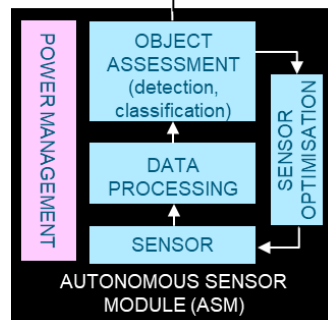 POWER MANAGEMENT
OBJECT
ASSESSMENT
(detection,
classification)
DATA
PROCESSING
SENSOR
SENSOR
OPTIMISATION
AUTONOMOUS SENSOR
MODULE (ASM)